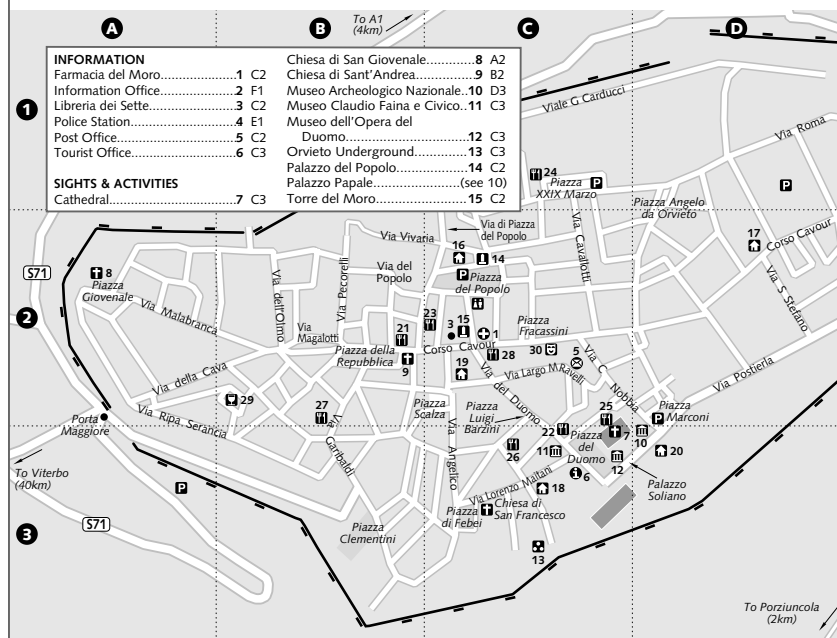 To A1
(4km)
A
B
C
D
INFORMATION
Farmacia del Moro....................1 C2
Information Office....................2 F1
Libreria dei Sette....................3 C2
Police Station....................4 E1
Post Office....................5 C2
Tourist Office....................6 C3
SIGHTS & ACTIVITIES
Cathedral....................7 C3
Chiesa di San Giovenale.............8 A2
Chiesa di Sant'Andrea................9 B2
Museo Archeologico Nazionale..10 D3
Museo Claudio Faina e Civico..11 C3
Museo dell'Opera del
Duomo....................12 C3
Orvieto Underground...............13 C3
Palazzo del Popolo...................14 C2
Palazzo Papale....................(see 10)
Torre del Moro....................15 C2
1
Viale G Carducci
Via Roma
24
Piazza
XXIX Marzo
P
P
Piazza Angelo
da Orvieto
17
Corso Cavour
Via Cavallotti
Via S Stefano
Via Vivaria
Via di Piazza
del Popolo
16
14
P
Piazza
del Popolo
Via del
Popolo
Via Pecorelli
Via dell'Olmo
S71
8
Piazza
Giovenale
Via Malabranca
2
Via
Magalotti
21
23
3
15
1
Piazza
Fracassini
Piazza della
Repubblica
9
Corso Cavour
19
28
30
5
Via Largo M Ravelli
Via C Nobbia
Via Postierla
Via della Cava
29
Via Ripa Serancia
Porta
Maggiore
27
Via Garibaldi
Piazza
Scalza
Via Angelico
Piazza
Luigi
Barzini
Via del Duomo
25
P
Piazza
Marconi
22
7
10
20
Piazza
del
Duomo
12
26
11
6
Palazzo
Soliano
Via Lorenzo Maitani
18
Chiesa di
San Francesco
Piazza
di Febei
To Viterbo
(40km)
P
S71
3
Piazza
Clementini
13
To Porziuncola
(2km)